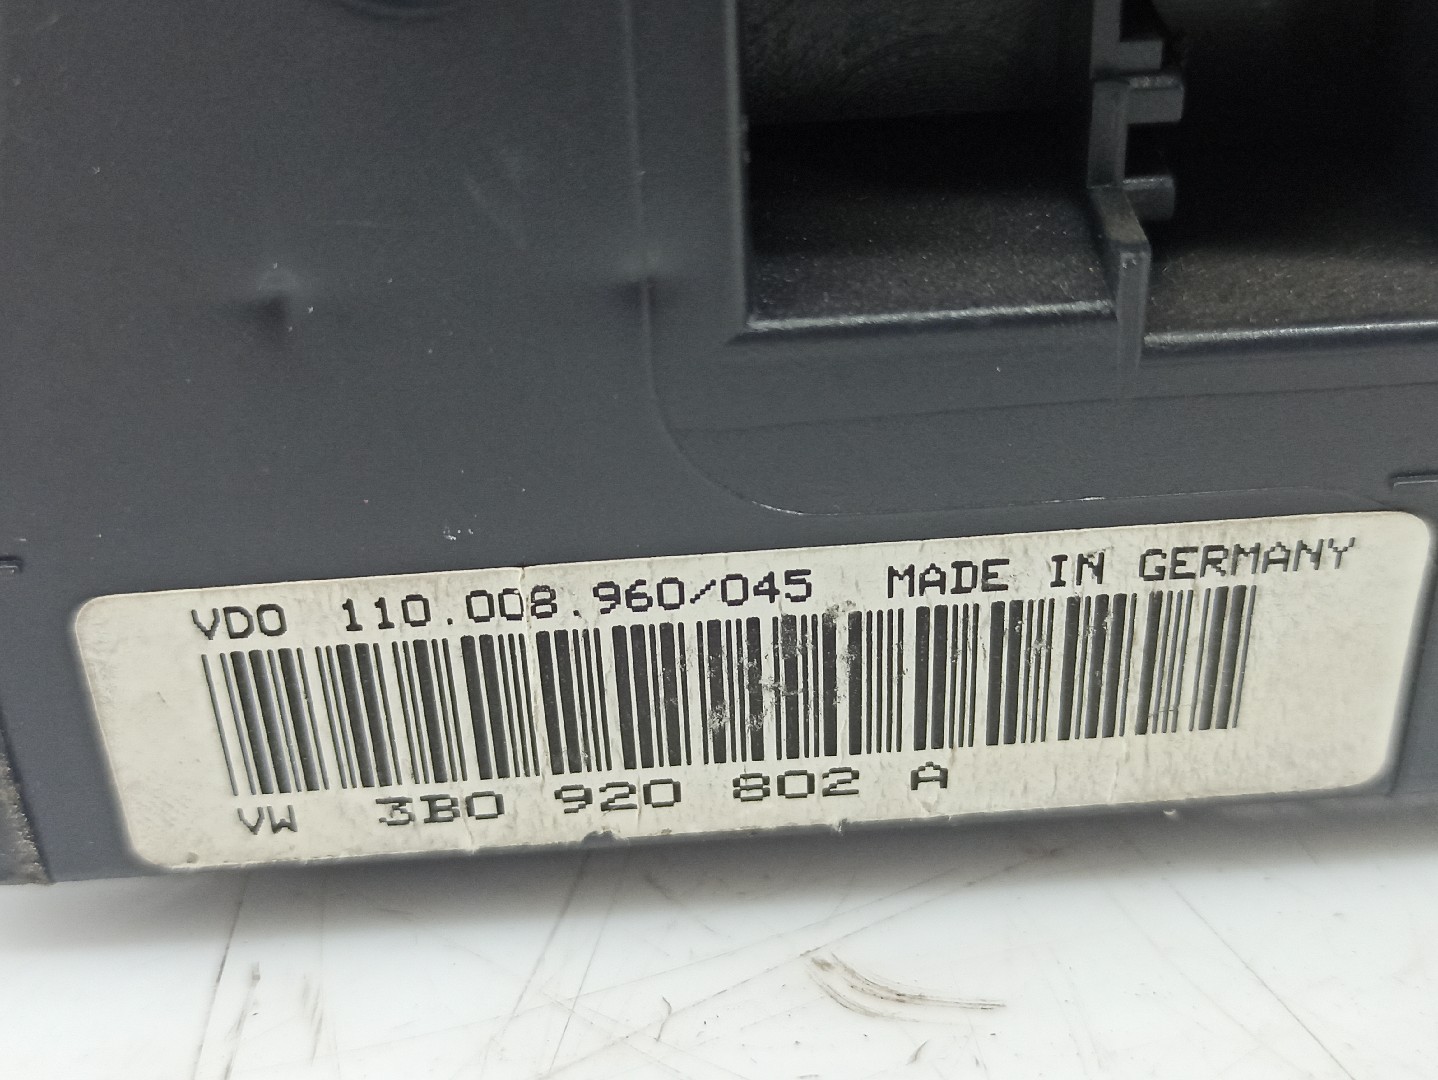 VDO 110.008.960/045 MADE IN GERMANY
VW 3B0 920 802 A